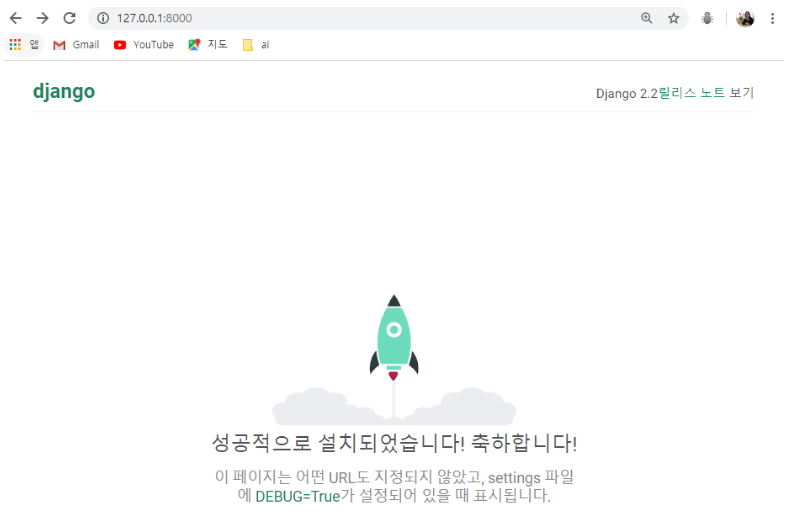 127.0.0.1:8000
앱 Gmail YouTube 지도 ai
django Django 2.2릴리스 노트 보기
성공적으로 설치되었습니다! 축하합니다!
이 페이지는 어떤 URL도 지정되지 않았고, settings 파일
에 DEBUG=True가 설정되어 있을 때 표시됩니다.